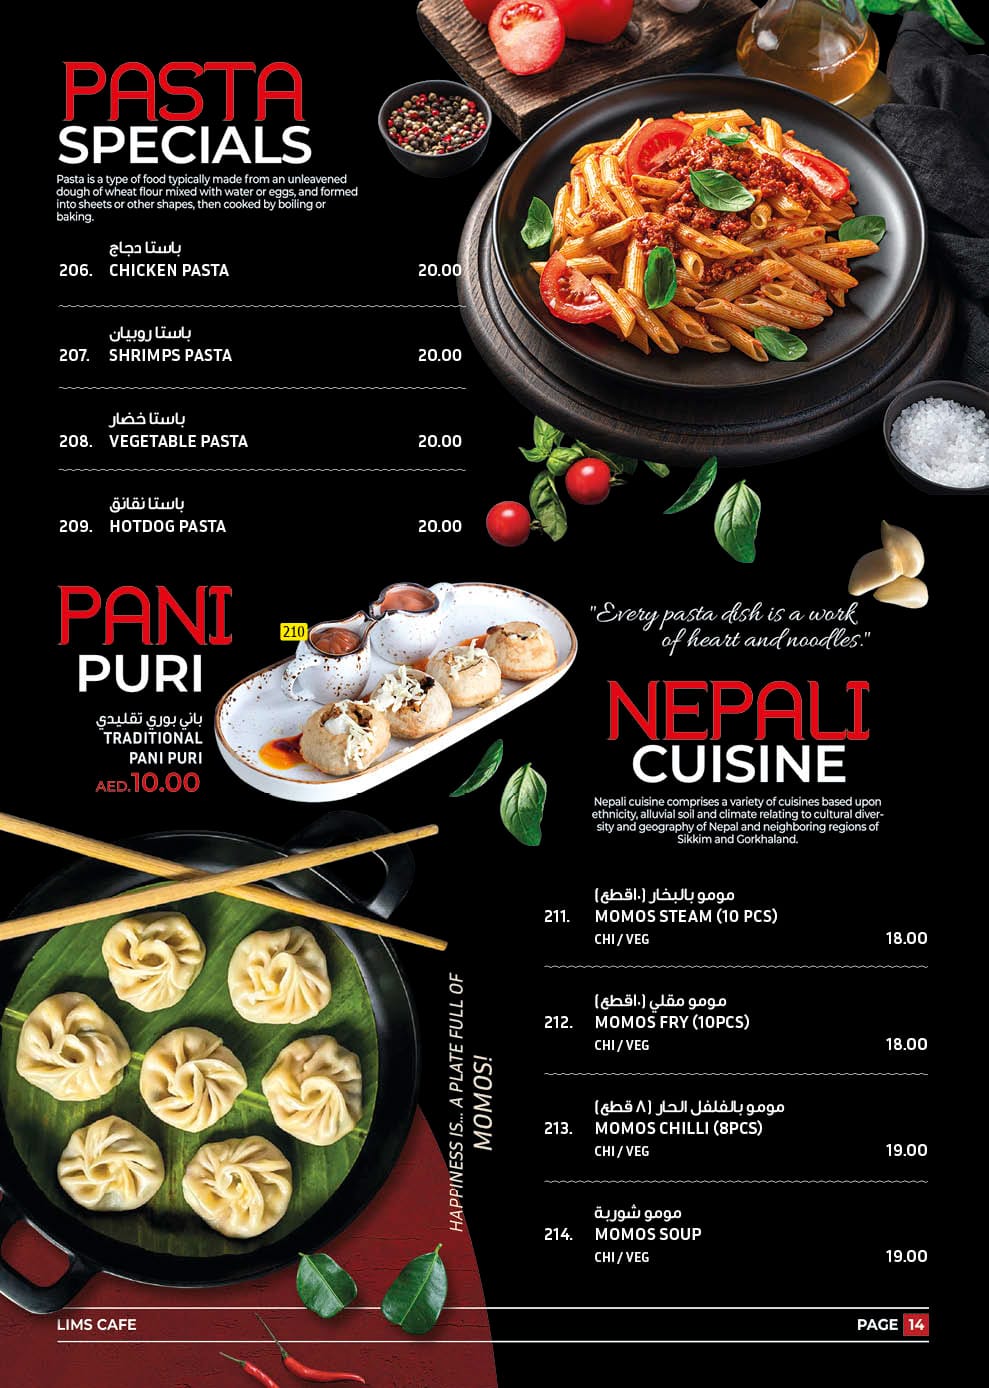 PASTA
SPECIALS
Pasta is a type of food typically made from an unleavened
dough of wheat flour mixed with water or eggs, and formed
into sheets or other shapes, then cooked by boiling or
baking.
باستا دجاج
206. CHICKEN PASTA 20.00
باستا روبيان
207. SHRIMPS PASTA 20.00
باستا خضار
208. VEGETABLE PASTA 20.00
باستا نقانق
209. HOTDOG PASTA 20.00
PANI
PURI
210
باني بوري تقليدي
TRADITIONAL
PANI PURI
AED.10.00
"Every pasta dish is a work
of heart and noodles."
NEPALI
CUISINE
Nepali cuisine comprises a variety of cuisines based upon
ethnicity, alluvial soil and climate relating to cultural diver-
sity and geography of Nepal and neighboring regions of
Sikkim and Gorkhaland.
مومو بالبخار (١٠قطع)
211. MOMOS STEAM (10 PCS)
CHI / VEG 18.00
مومو مقلي (١٠قطع)
212. MOMOS FRY (10PCS)
CHI / VEG 18.00
مومو بالفلفل الحار (٨ قطع)
213. MOMOS CHILLI (8PCS)
CHI / VEG 19.00
مومو شوربة
214. MOMOS SOUP
CHI / VEG 19.00
HAPPINESS IS... A PLATE FULL OF
MOMOS!
LIMS CAFE
PAGE 14